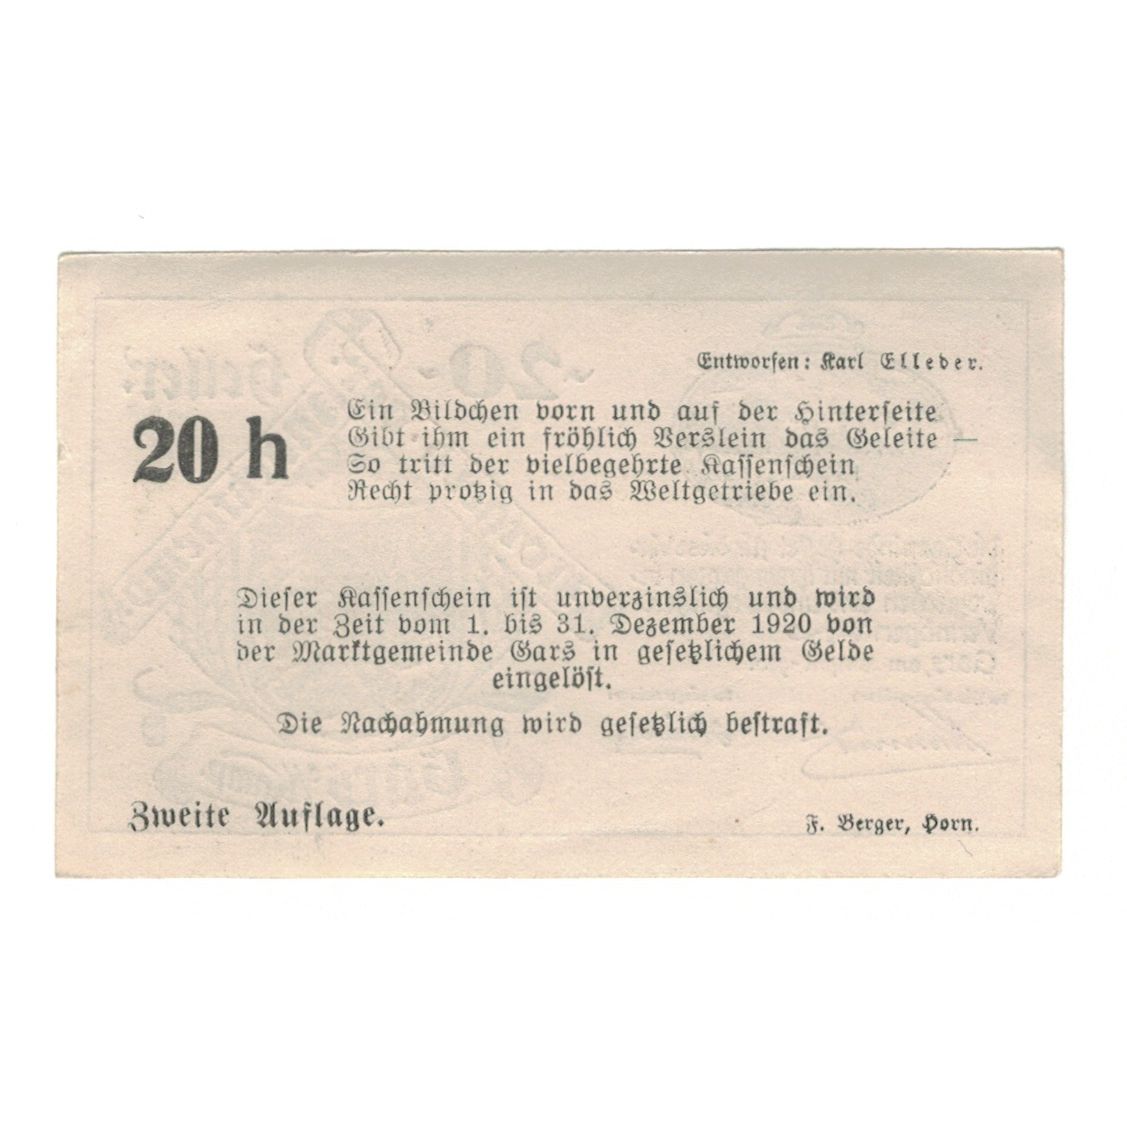 Entworfen: Karl Elleder.
20 h
Ein Bildchen vorn und auf der Hinterseite
Gibt ihm ein fröhlich Verslein das Geleite —
So tritt der vielbegehrte Kassenschein
Recht protzig in das Weltgetriebe ein.
Dieser Kassenschein ist unverzinslich und wird
in der Zeit vom 1. bis 31. Dezember 1920 von
der Marktgemeinde Gars in gesetzlichem Gelde
eingelöst.
Die Nachahmung wird gesetzlich bestraft.
Zweite Auflage.
F. Berger, Horn.